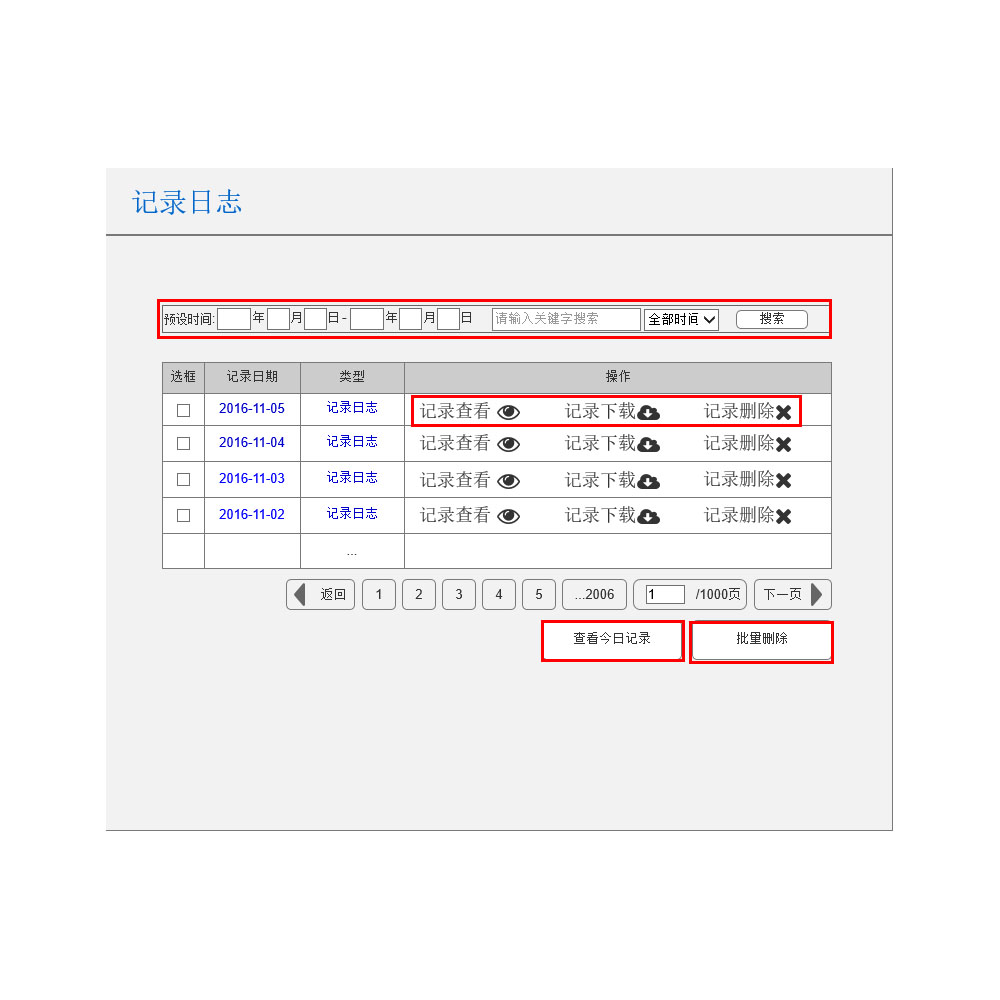 记录日志
预设时间: 年 月 日 - 年 月 日 请输入关键字搜索 全部时间 搜索
选框 记录日期 类型 操作
2016-11-05 记录日志 记录查看 记录下载 记录删除
2016-11-04 记录日志 记录查看 记录下载 记录删除
2016-11-03 记录日志 记录查看 记录下载 记录删除
2016-11-02 记录日志 记录查看 记录下载 记录删除
...
返回 1 2 3 4 5 ...2006 1 /1000页 下一页
查看今日记录 批量删除